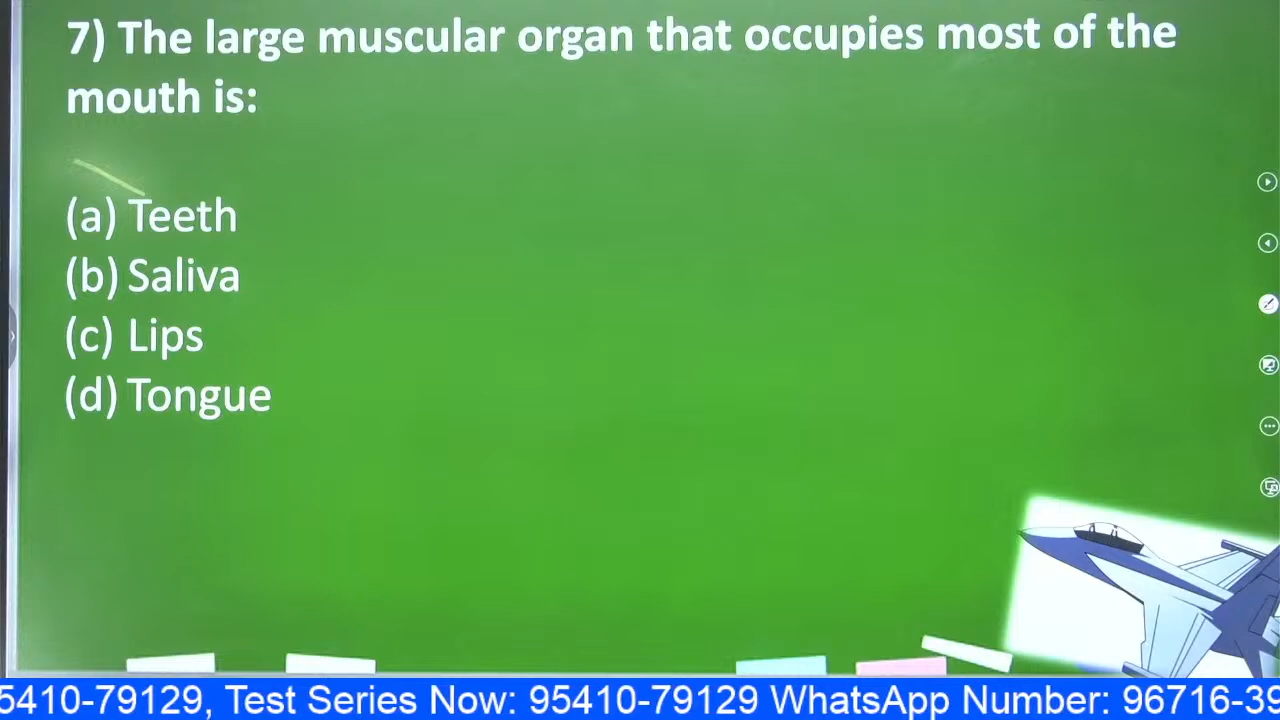 7) The large muscular organ that occupies most of the
mouth is:
(a) Teeth
(b) Saliva
(c) Lips
(d) Tongue
5410-79129, Test Series Now: 95410-79129 WhatsApp Number: 96716-39